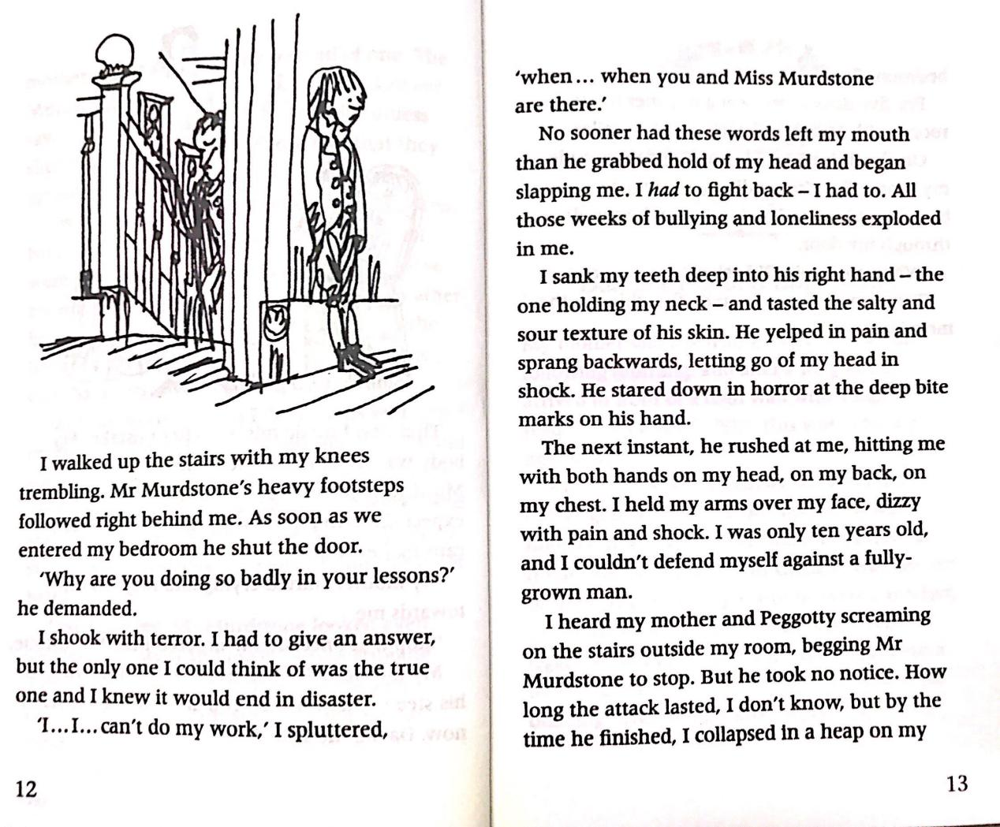 I walked up the stairs with my knees
trembling. Mr Murdstone's heavy footsteps
followed right behind me. As soon as we
entered my bedroom he shut the door.
'Why are you doing so badly in your lessons?'
he demanded.
I shook with terror. I had to give an answer,
but the only one I could think of was the true
one and I knew it would end in disaster.
'I... I... can't do my work,' I spluttered,
12
'when... when you and Miss Murdstone
are there.'
No sooner had these words left my mouth
than he grabbed hold of my head and began
slapping me. I had to fight back – I had to. All
those weeks of bullying and loneliness exploded
in me.
I sank my teeth deep into his right hand – the
one holding my neck – and tasted the salty and
sour texture of his skin. He yelped in pain and
sprang backwards, letting go of my head in
shock. He stared down in horror at the deep bite
marks on his hand.
The next instant, he rushed at me, hitting me
with both hands on my head, on my back, on
my chest. I held my arms over my face, dizzy
with pain and shock. I was only ten years old,
and I couldn't defend myself against a fully-
grown man.
I heard my mother and Peggotty screaming
on the stairs outside my room, begging Mr
Murdstone to stop. But he took no notice. How
long the attack lasted, I don't know, but by the
time he finished, I collapsed in a heap on my
13